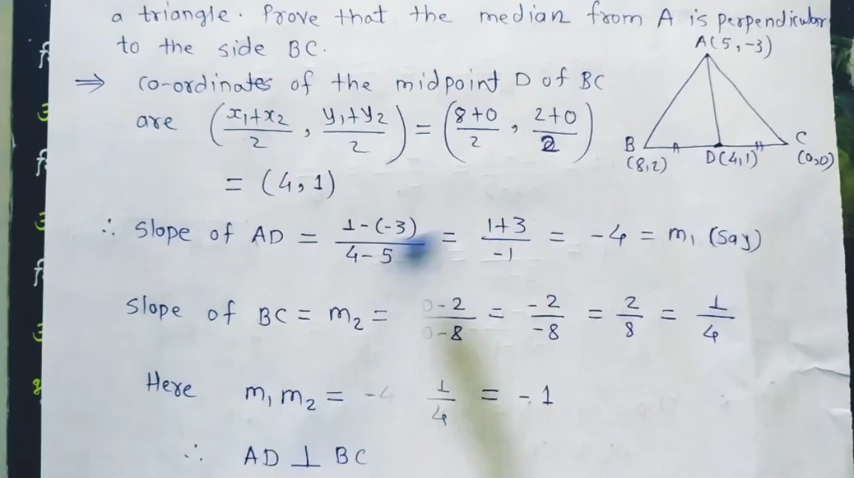 a triangle. Prove that the median from A is perpendicular
to the side BC.
A(5,-3)
⇒ Co-ordinates of the midpoint D of BC
are (x₁+x₂/2 , y₁+y₂/2) = (8+0/2 , 2+0/2)
B (8,2) D(4,1) C (0,0)
= (4,1)
∴ Slope of AD = 1-(-3)/4-5 = 1+3/-1 = -4 = m₁ (Say)
Slope of BC = m₂ = 0-2/0-8 = -2/-8 = 2/8 = 1/4
Here m₁ m₂ = -4 1/4 = -1
∴ AD ⊥ BC